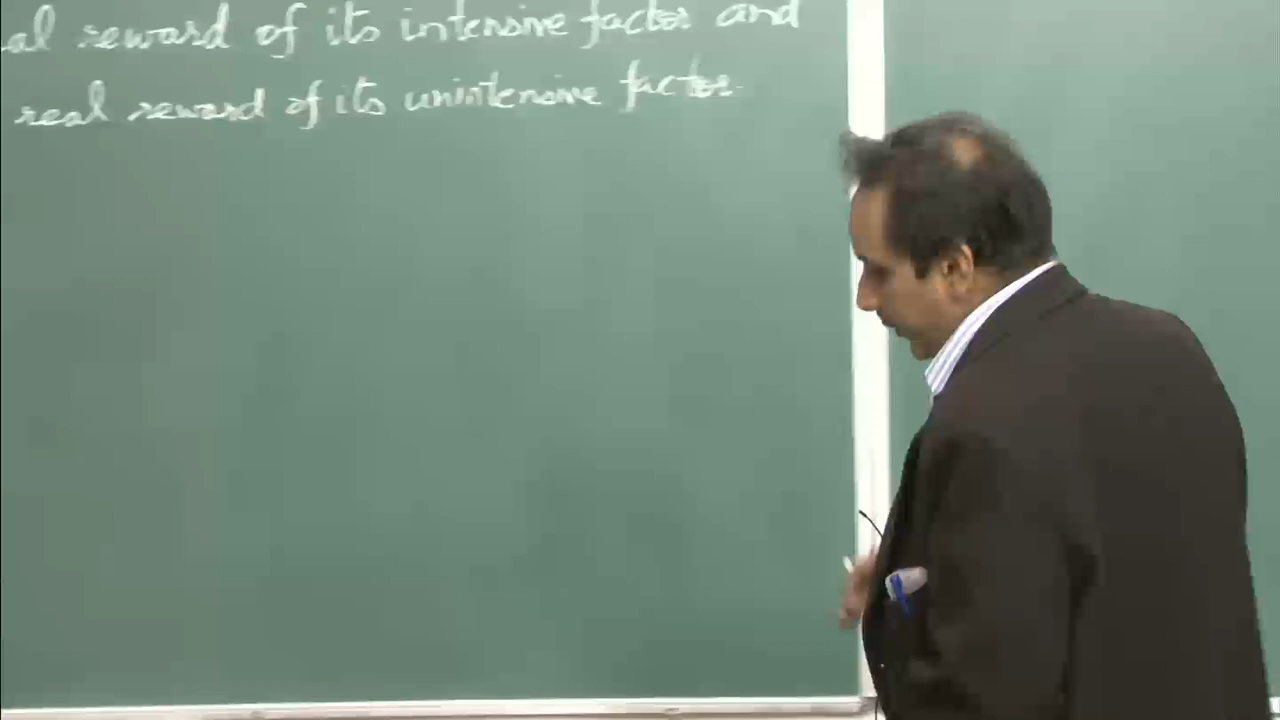 al reward of its intensive factor and
real reward of its unintensive factor.